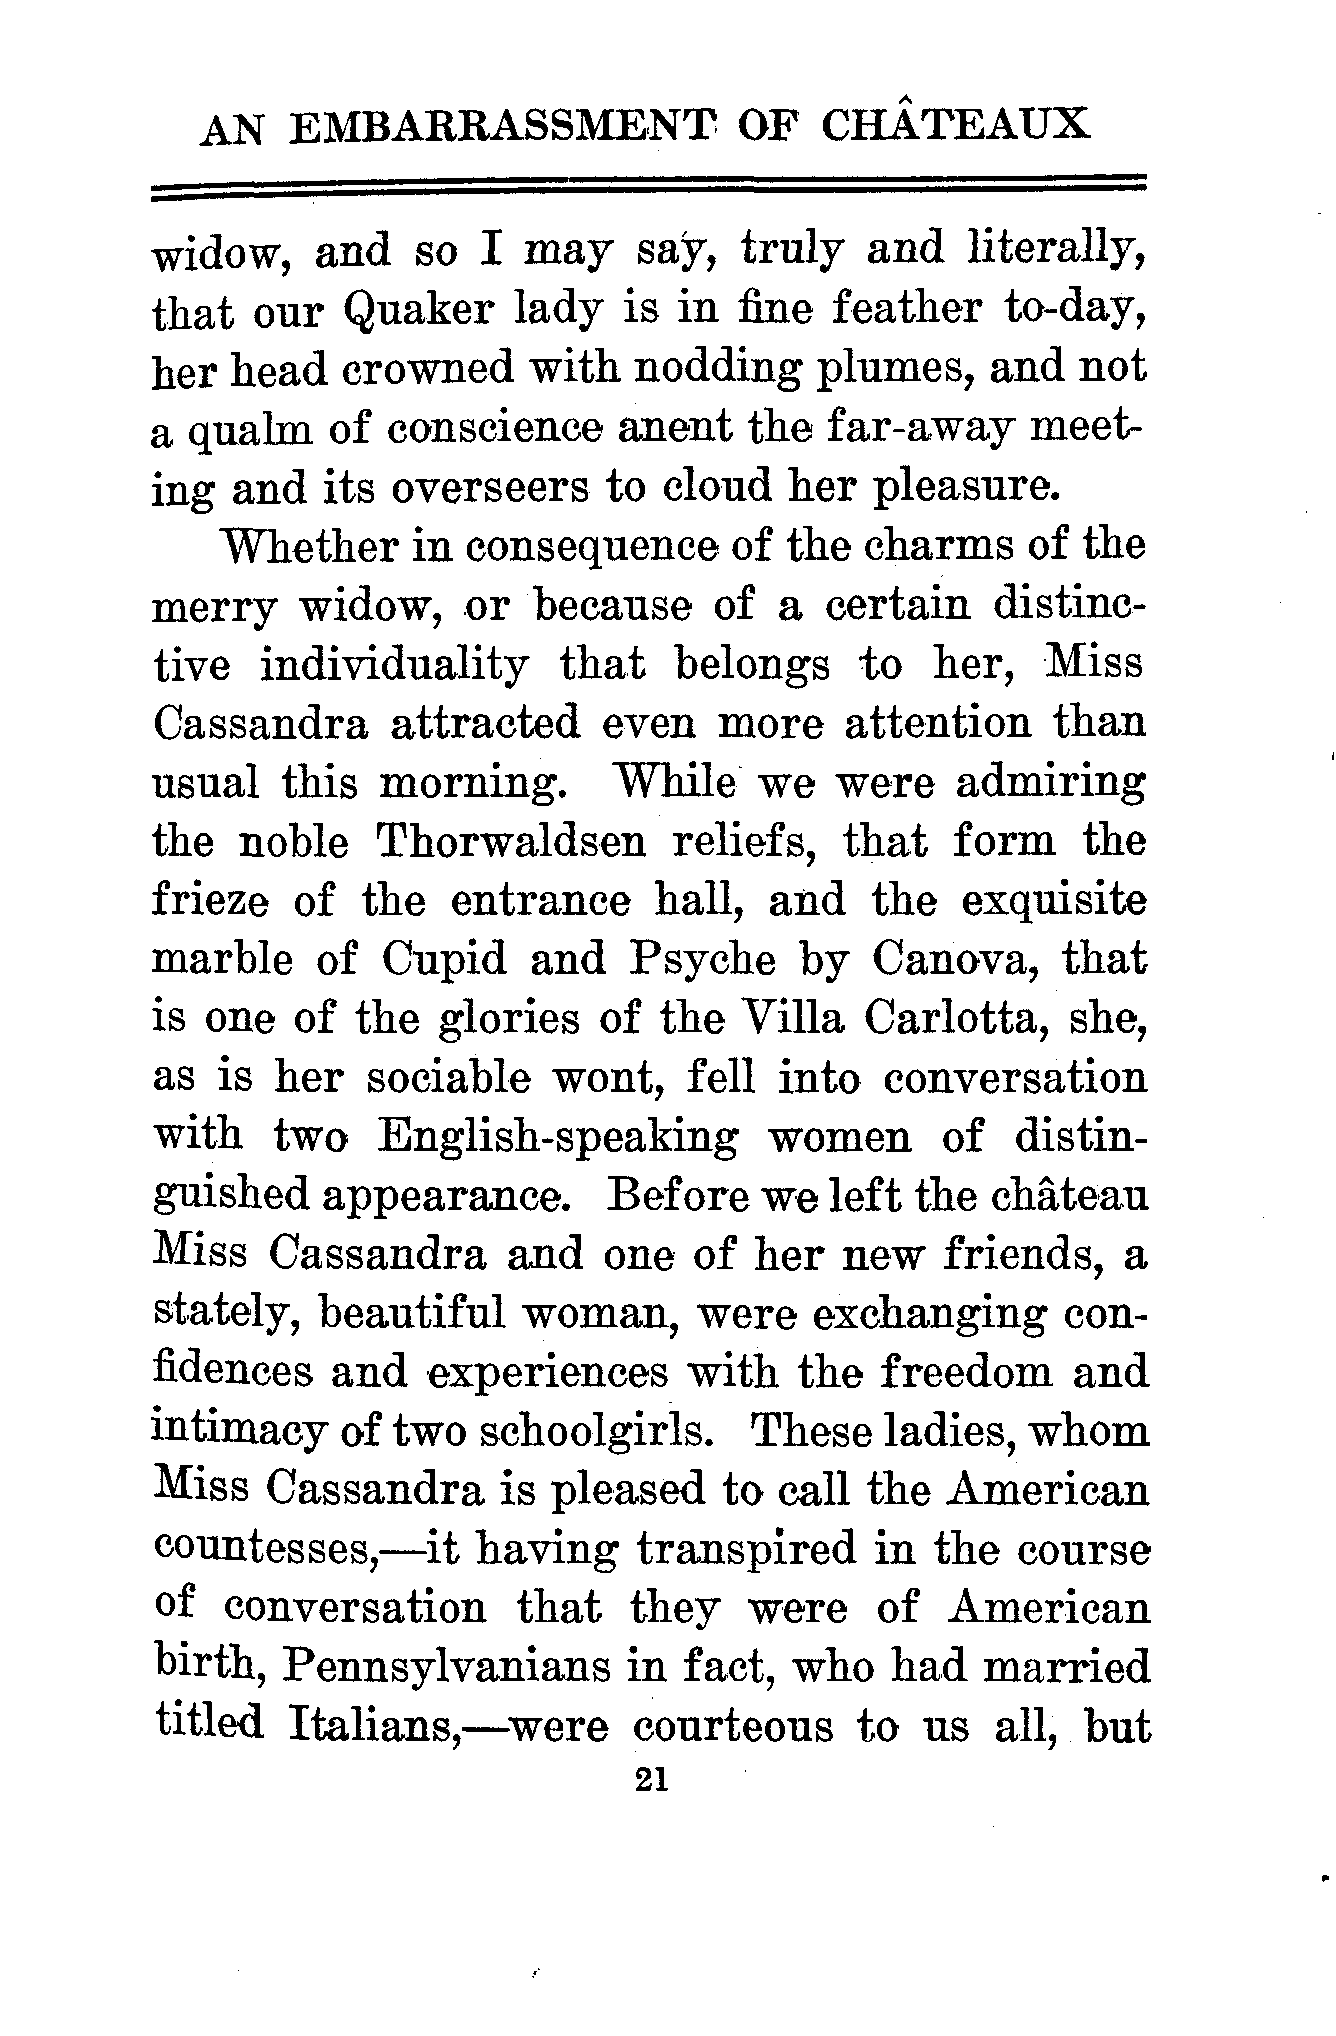 AN EMBARRASSMENT OF CHÂTEAUX
widow, and so I may say, truly and literally,
that our Quaker lady is in fine feather to-day,
her head crowned with nodding plumes, and not
a qualm of conscience anent the far-away meet-
ing and its overseers to cloud her pleasure.
Whether in consequence of the charms of the
merry widow, or because of a certain distinc-
tive individuality that belongs to her, Miss
Cassandra attracted even more attention than
usual this morning. While we were admiring
the noble Thorwaldsen reliefs, that form the
frieze of the entrance hall, and the exquisite
marble of Cupid and Psyche by Canova, that
is one of the glories of the Villa Carlotta, she,
as is her sociable wont, fell into conversation
with two English-speaking women of distin-
guished appearance. Before we left the château
Miss Cassandra and one of her new friends, a
stately, beautiful woman, were exchanging con-
fidences and experiences with the freedom and
intimacy of two schoolgirls. These ladies, whom
Miss Cassandra is pleased to call the American
countesses,—it having transpired in the course
of conversation that they were of American
birth, Pennsylvanians in fact, who had married
titled Italians,—were courteous to us all, but
21